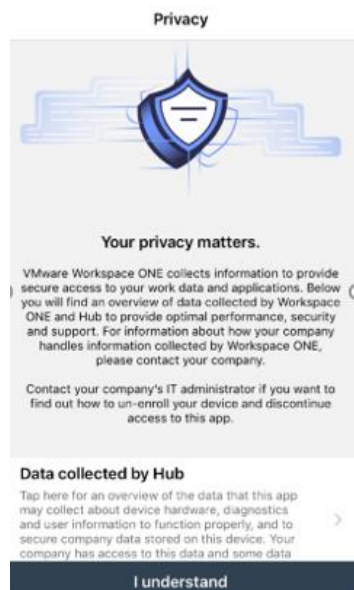 Privacy
Your privacy matters.
VMware Workspace ONE collects information to provide
secure access to your work data and applications. Below
you will find an overview of data collected by Workspace
ONE and Hub to provide optimal performance, security
and support. For information about how your company
handles information collected by Workspace ONE,
please contact your company.
Contact your company's IT administrator if you want to
find out how to un-enroll your device and discontinue
access to this app.
Data collected by Hub
Tap here for an overview of the data that this app
may collect about device hardware, diagnostics
and user information to function properly, and to
secure company data stored on this device. Your
company has access to this data and some data
I understand